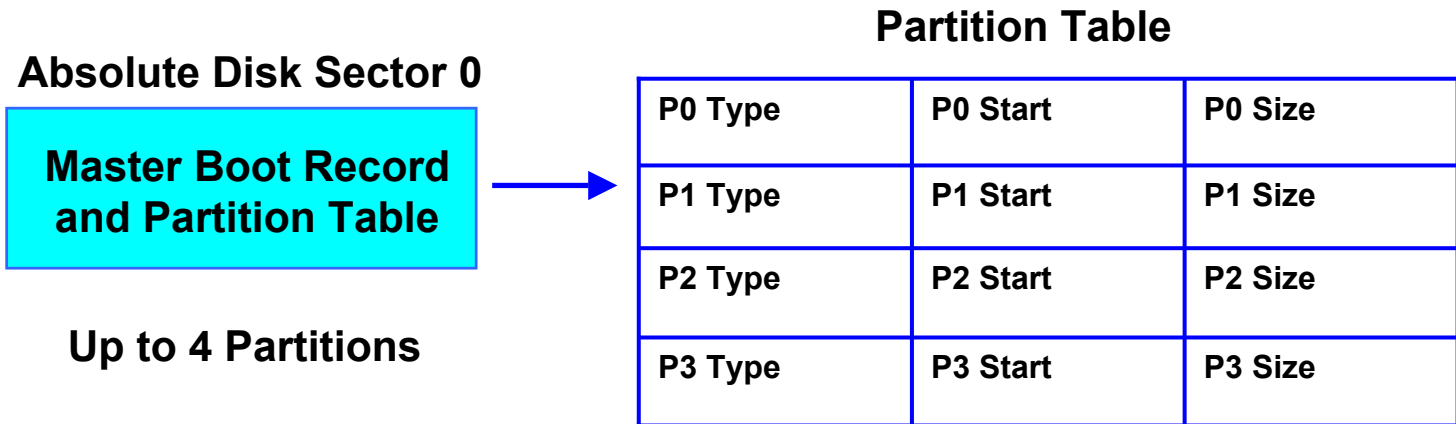 Partition Table
Absolute Disk Sector 0
Master Boot Record
and Partition Table
Up to 4 Partitions
P0 Type P0 Start P0 Size
P1 Type P1 Start P1 Size
P2 Type P2 Start P2 Size
P3 Type P3 Start P3 Size